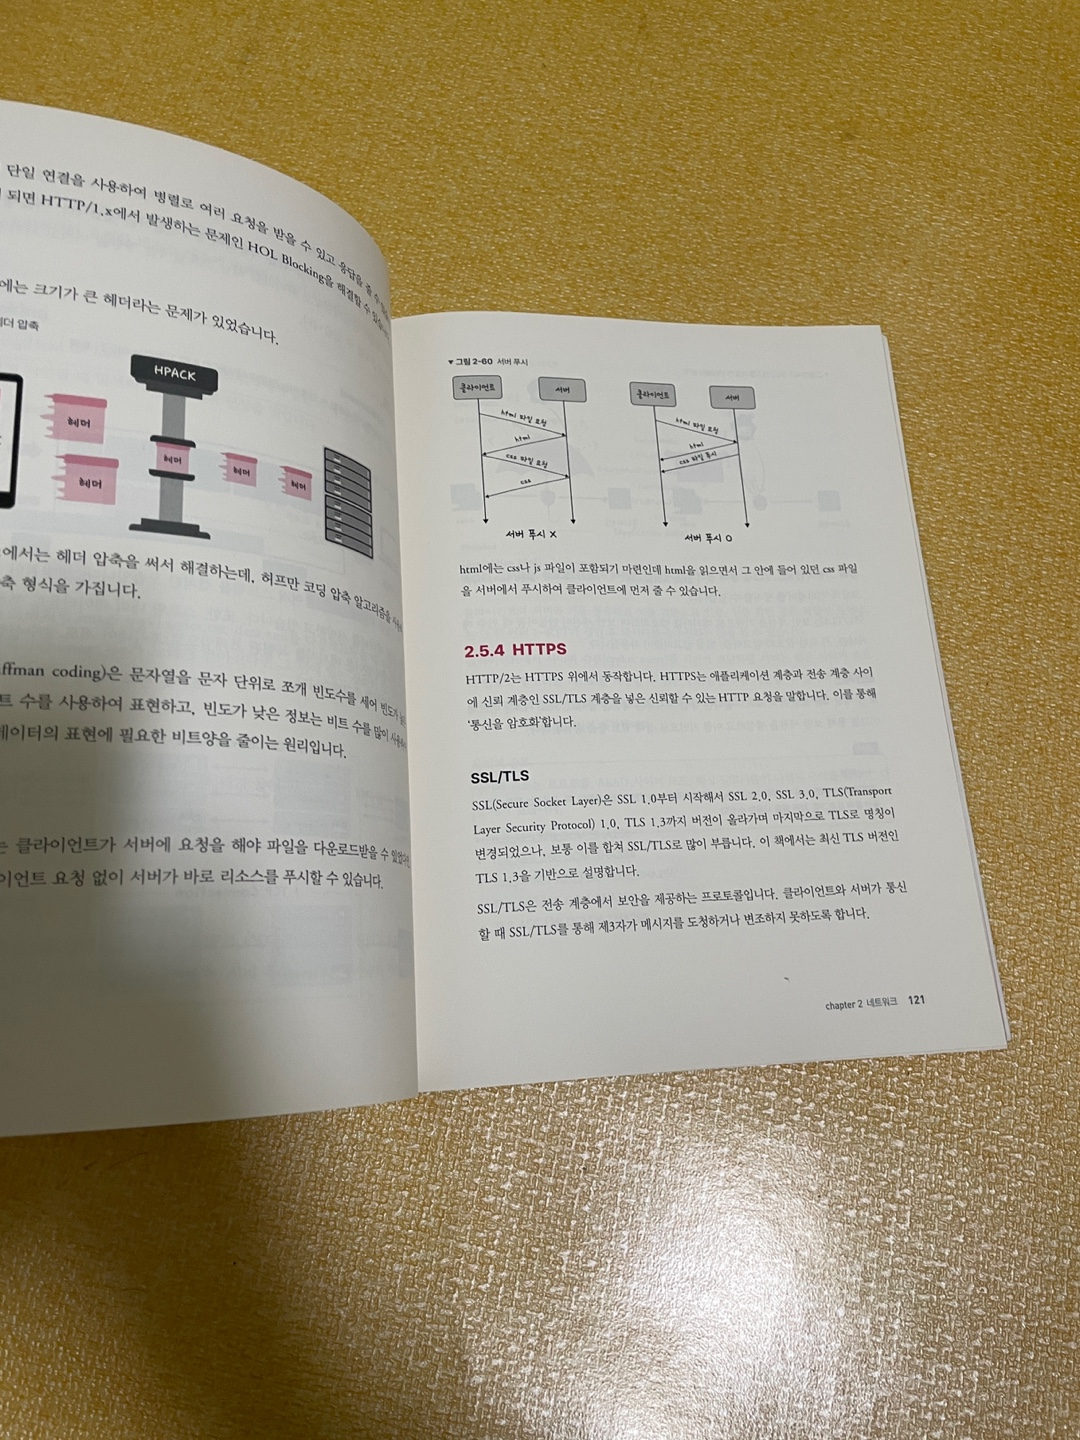 단일 연결을 사용하여 병렬로 여러 요청을 받을 수 있고 응답을 줄 수
되면 HTTP/1.x에서 발생하는 문제인 HOL Blocking을 해결할 수
에는 크기가 큰 헤더라는 문제가 있었습니다.
헤더 압축
HPACK
헤더
헤더
헤더
헤더
헤더
에서는 헤더 압축을 써서 해결하는데, 허프만 코딩 압축 알고리즘을
축 형식을 가집니다.
ffman coding)은 문자열을 문자 단위로 쪼개 빈도수를 세어 빈도가
트 수를 사용하여 표현하고, 빈도가 낮은 정보는 비트 수를 많이
데이터의 표현에 필요한 비트양을 줄이는 원리입니다.
는 클라이언트가 서버에 요청을 해야 파일을 다운로드받을 수 있었다면
이언트 요청 없이 서버가 바로 리소스를 푸시할 수 있습니다.
▼ 그림 2-60 서버 푸시
클라이언트 서버 클라이언트 서버
html 파일 요청 html 파일 요청
html html
css 파일 요청 css 파일 푸시
css
서버 푸시 X 서버 푸시 O
html에는 css나 js 파일이 포함되기 마련인데 html을 읽으면서 그 안에 들어 있던 css 파일
을 서버에서 푸시하여 클라이언트에 먼저 줄 수 있습니다.
2.5.4 HTTPS
HTTP/2는 HTTPS 위에서 동작합니다. HTTPS는 애플리케이션 계층과 전송 계층 사이
에 신뢰 계층인 SSL/TLS 계층을 넣은 신뢰할 수 있는 HTTP 요청을 말합니다. 이를 통해
‘통신을 암호화’합니다.
SSL/TLS
SSL(Secure Socket Layer)은 SSL 1.0부터 시작해서 SSL 2.0, SSL 3.0, TLS(Transport
Layer Security Protocol) 1.0, TLS 1.3까지 버전이 올라가며 마지막으로 TLS로 명칭이
변경되었으나, 보통 이를 합쳐 SSL/TLS로 많이 부릅니다. 이 책에서는 최신 TLS 버전인
TLS 1.3을 기반으로 설명합니다.
SSL/TLS은 전송 계층에서 보안을 제공하는 프로토콜입니다. 클라이언트와 서버가 통신
할 때 SSL/TLS를 통해 제3자가 메시지를 도청하거나 변조하지 못하도록 합니다.
chapter 2 네트워크 121